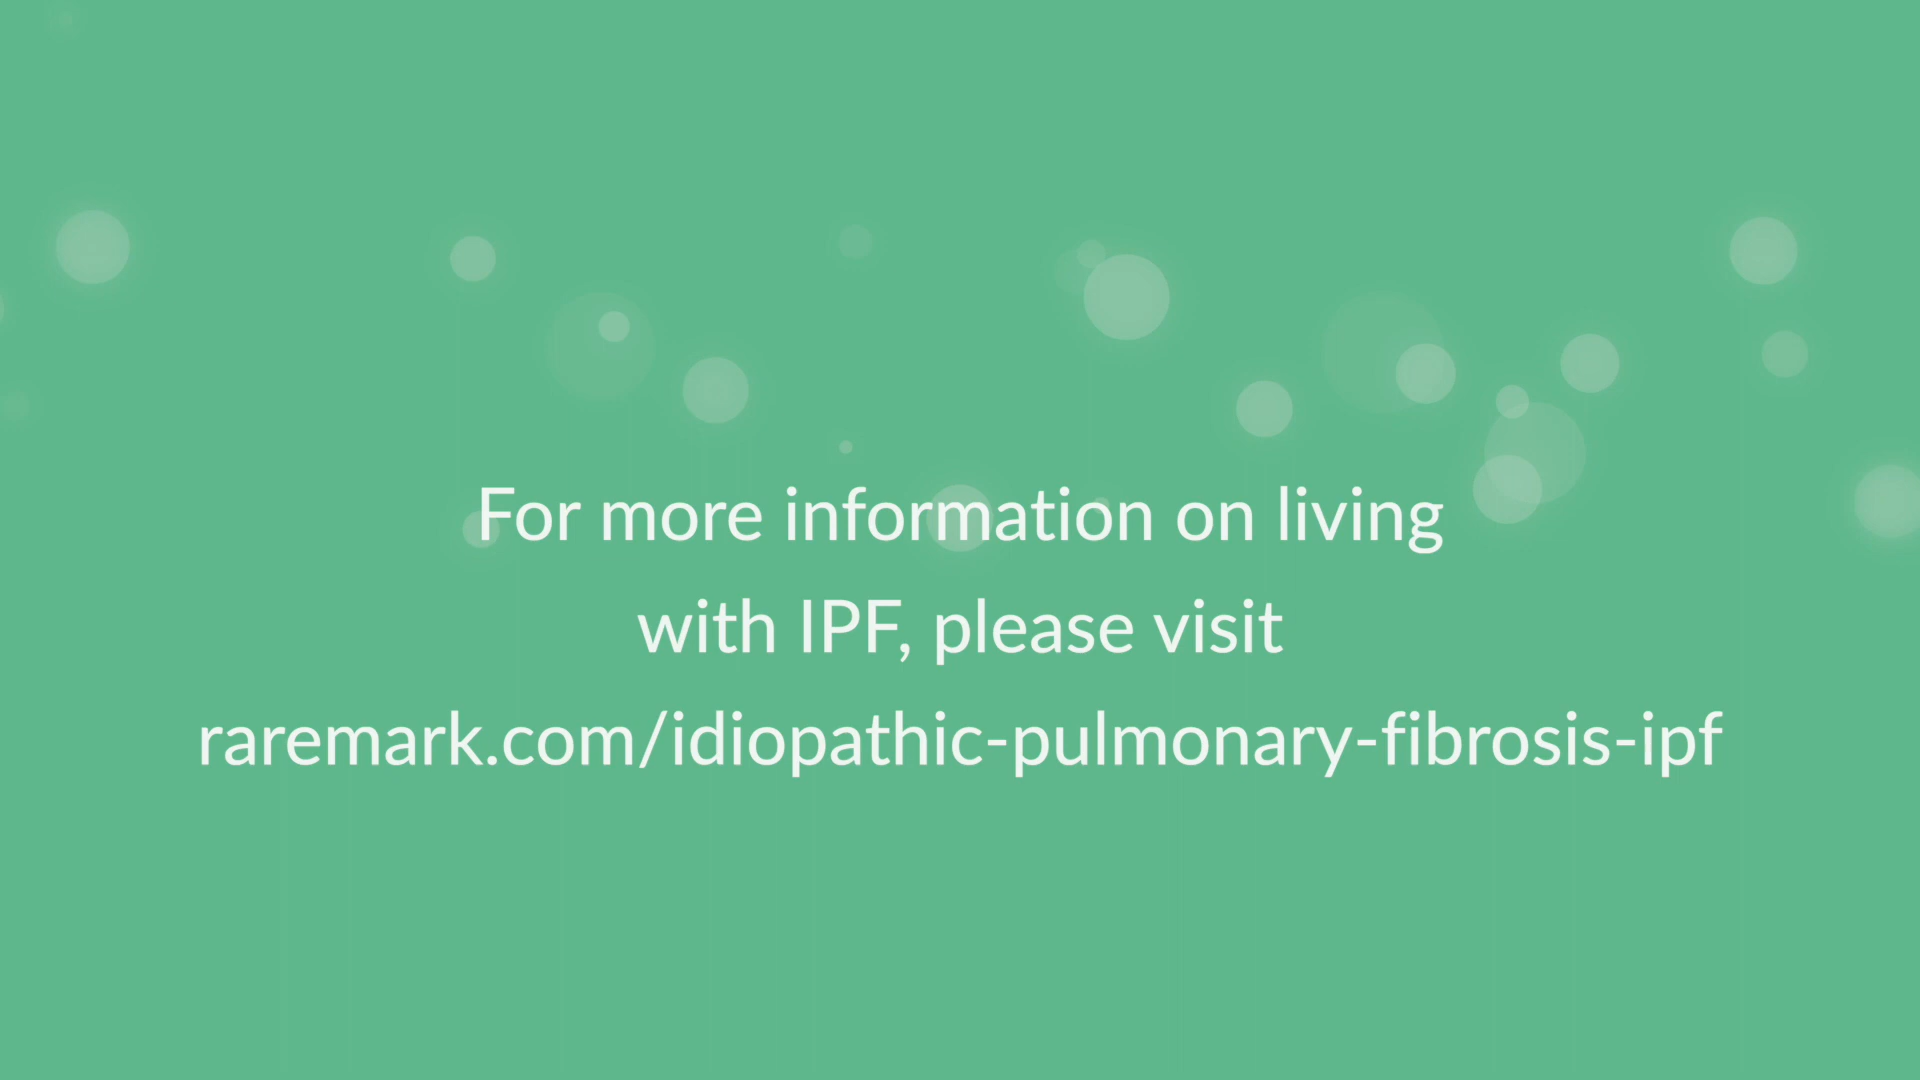 For more information on living
with IPF, please visit
raremark.com/idiopathic-pulmonary-fibrosis-ipf